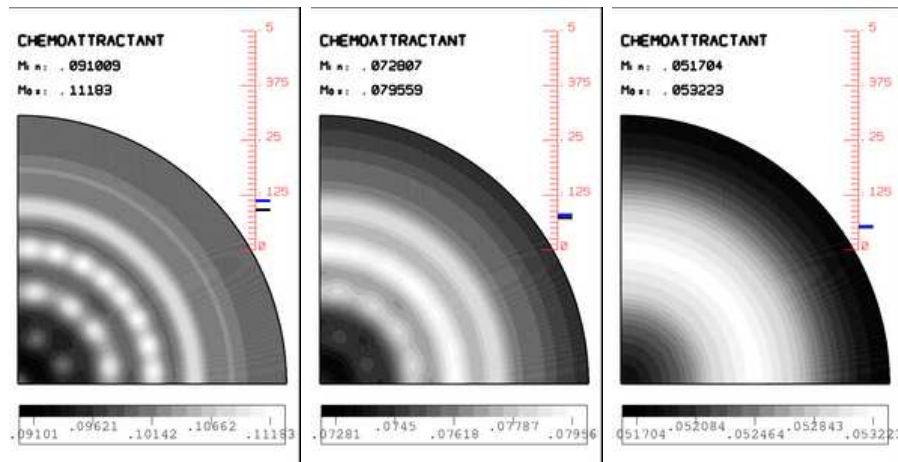 CHEMOATTRACTANT
Min: .091009
Max: .11183
.5
.375
.25
.125
0
.09101 .09621 .10142 .10662 .11183
CHEMOATTRACTANT
Min: .072807
Max: .079559
.5
.375
.25
.125
0
.07281 .0745 .07618 .07787 .07956
CHEMOATTRACTANT
Min: .051704
Max: .053223
.5
.375
.25
.125
0
.051704 .052084 .052464 .052843 .053223